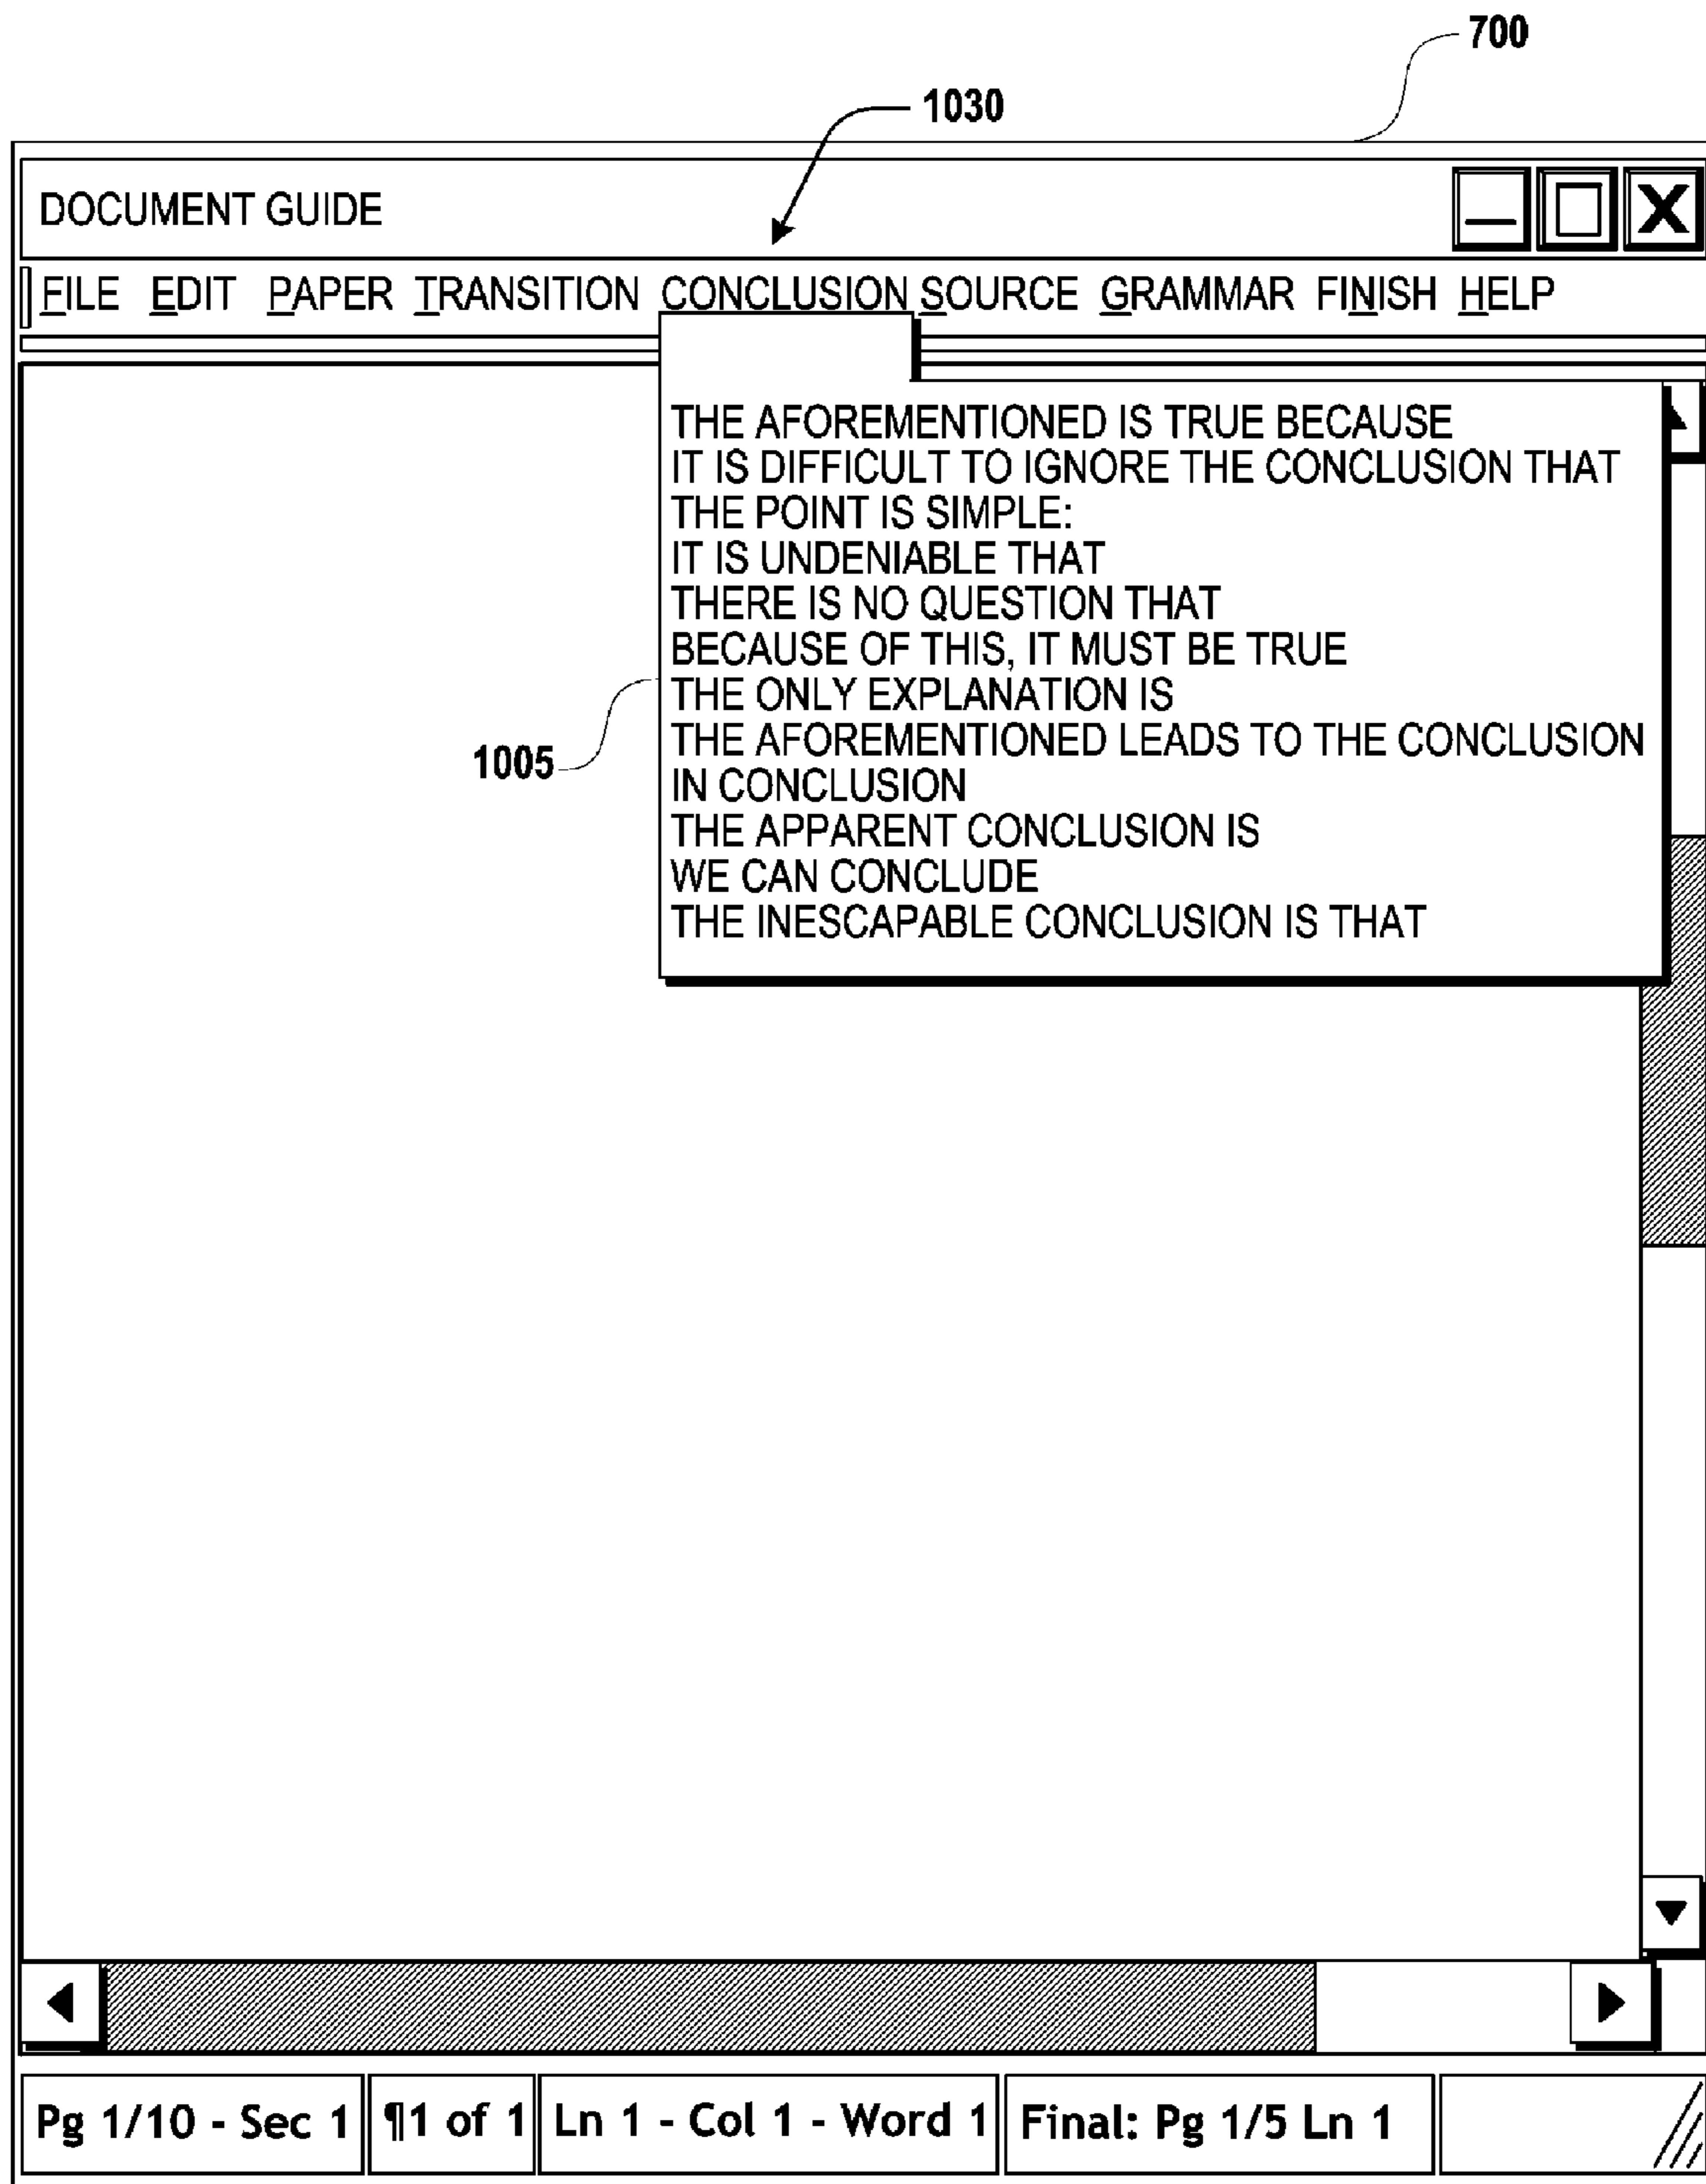 700
1030
DOCUMENT GUIDE
FILE EDIT PAPER TRANSITION CONCLUSION SOURCE GRAMMAR FINISH HELP
THE AFOREMENTIONED IS TRUE BECAUSE
IT IS DIFFICULT TO IGNORE THE CONCLUSION THAT
THE POINT IS SIMPLE:
IT IS UNDENIABLE THAT
THERE IS NO QUESTION THAT
BECAUSE OF THIS, IT MUST BE TRUE
THE ONLY EXPLANATION IS
THE AFOREMENTIONED LEADS TO THE CONCLUSION
IN CONCLUSION
THE APPARENT CONCLUSION IS
WE CAN CONCLUDE
THE INESCAPABLE CONCLUSION IS THAT
1005
Pg 1/10 - Sec 1 ¶1 of 1 Ln 1 - Col 1 - Word 1 Final: Pg 1/5 Ln 1